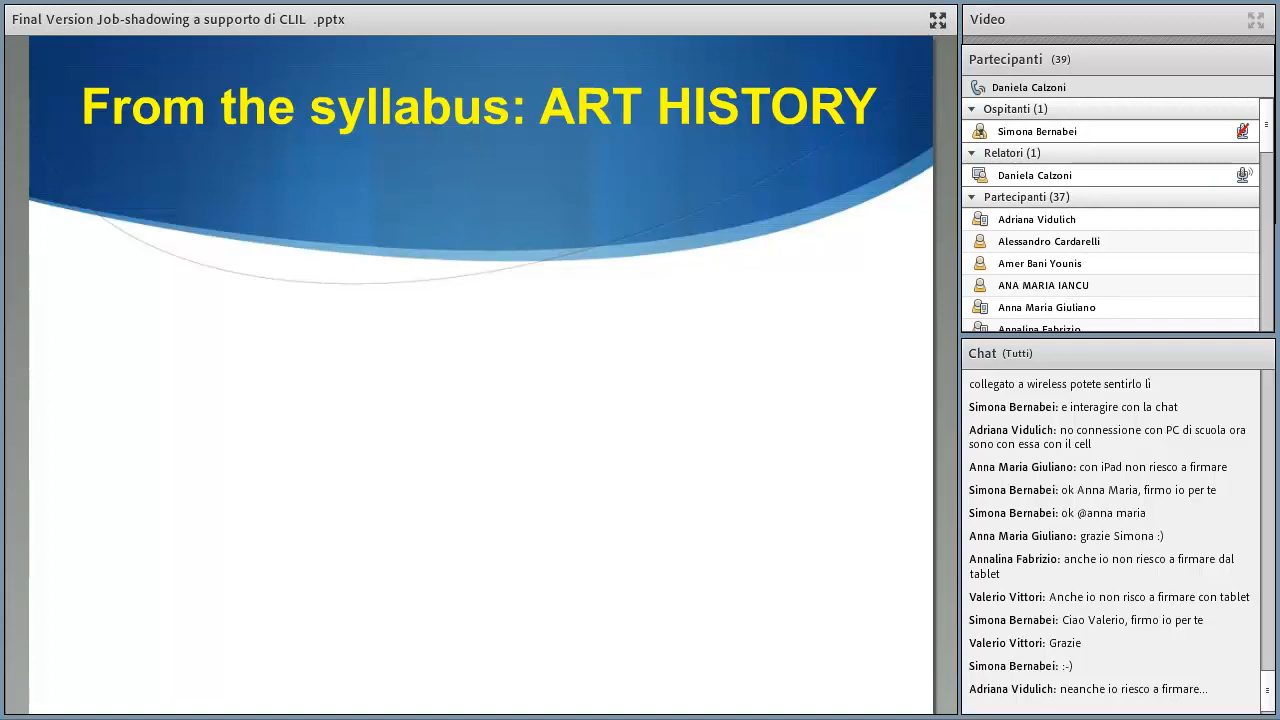 Final Version Job-shadowing a supporto di CLIL .pptx
From the syllabus: ART HISTORY
Video
Partecipanti (39)
Daniela Calzoni
Ospitanti (1)
Simona Bernabei
Relatori (1)
Daniela Calzoni
Partecipanti (37)
Adriana Vidulich
Alessandro Cardarelli
Amer Bani Younis
ANA MARIA IANCU
Anna Maria Giuliano
Annalina Fabrizio
Chat (Tutti)
collegato a wireless potete sentirlo lì
Simona Bernabei: e interagire con la chat
Adriana Vidulich: no connessione con PC di scuola ora
sono con essa con il cell
Anna Maria Giuliano: con iPad non riesco a firmare
Simona Bernabei: ok Anna Maria, firmo io per te
Simona Bernabei: ok @anna maria
Anna Maria Giuliano: grazie Simona :)
Annalina Fabrizio: anche io non riesco a firmare dal
tablet
Valerio Vittori: Anche io non risco a firmare con tablet
Simona Bernabei: Ciao Valerio, firmo io per te
Valerio Vittori: Grazie
Simona Bernabei: :-)
Adriana Vidulich: neanche io riesco a firmare...